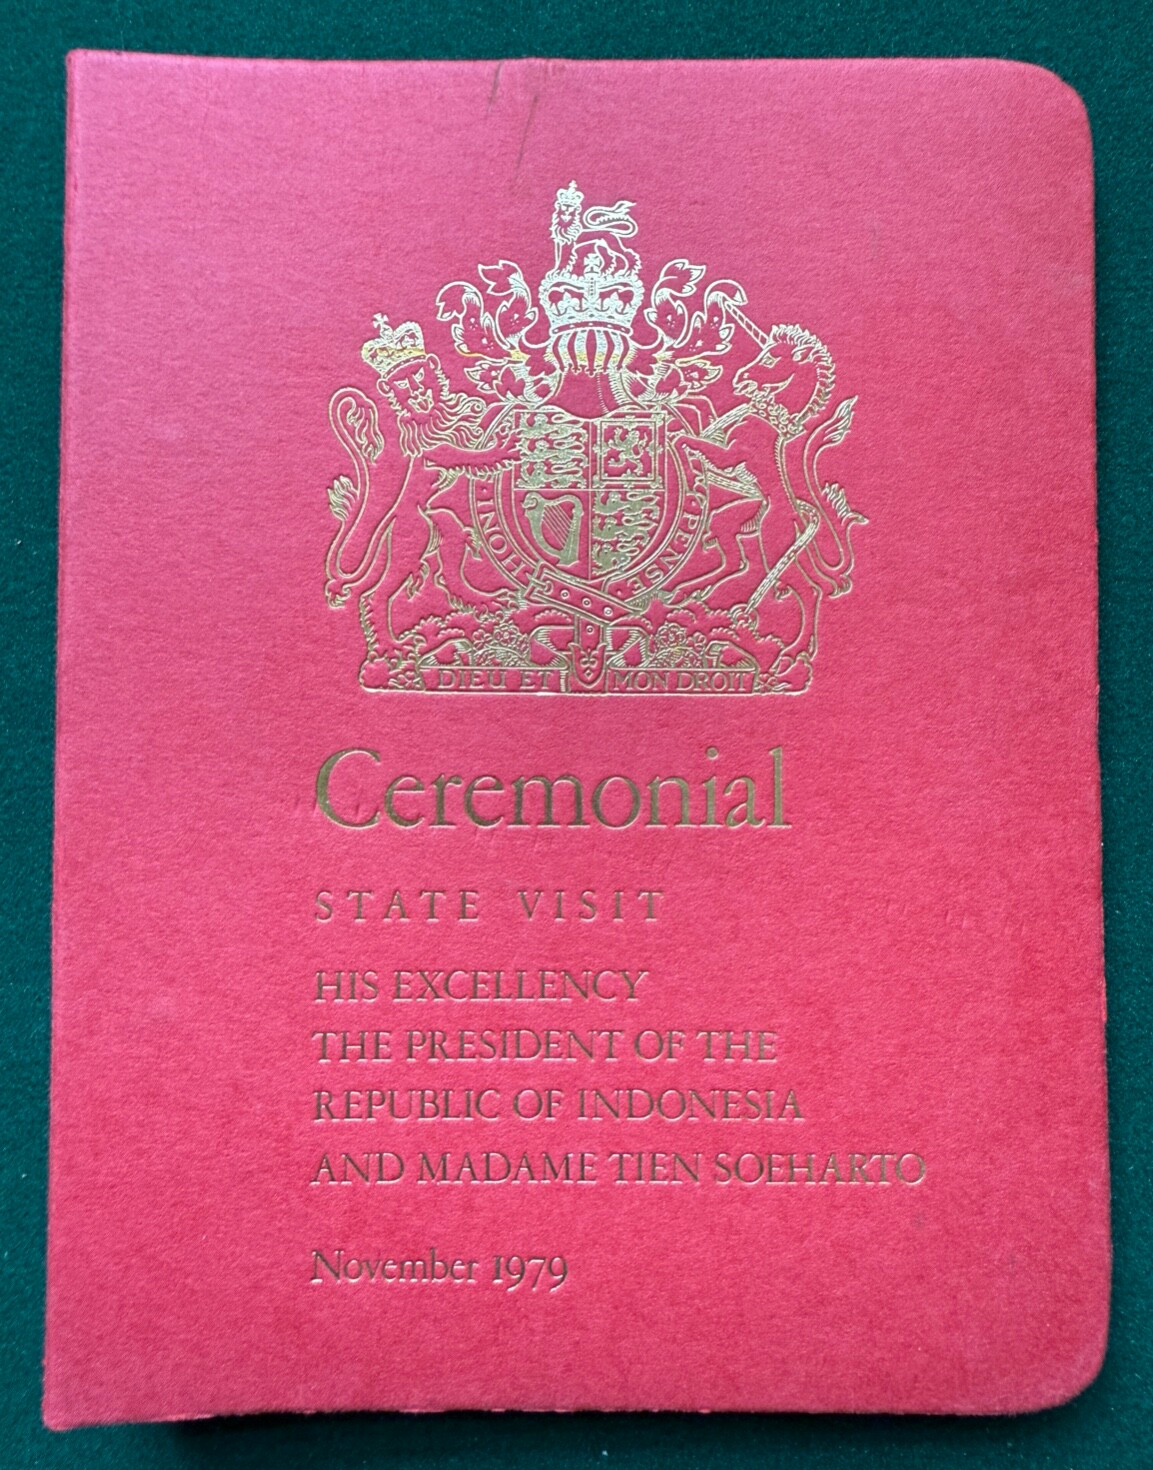 HON
PENSE
DIEU ET MON DROIT
Ceremonial
STATE VISIT
HIS EXCELLENCY
THE PRESIDENT OF THE
REPUBLIC OF INDONESIA
AND MADAME TIEN SOEHARTO
November 1979